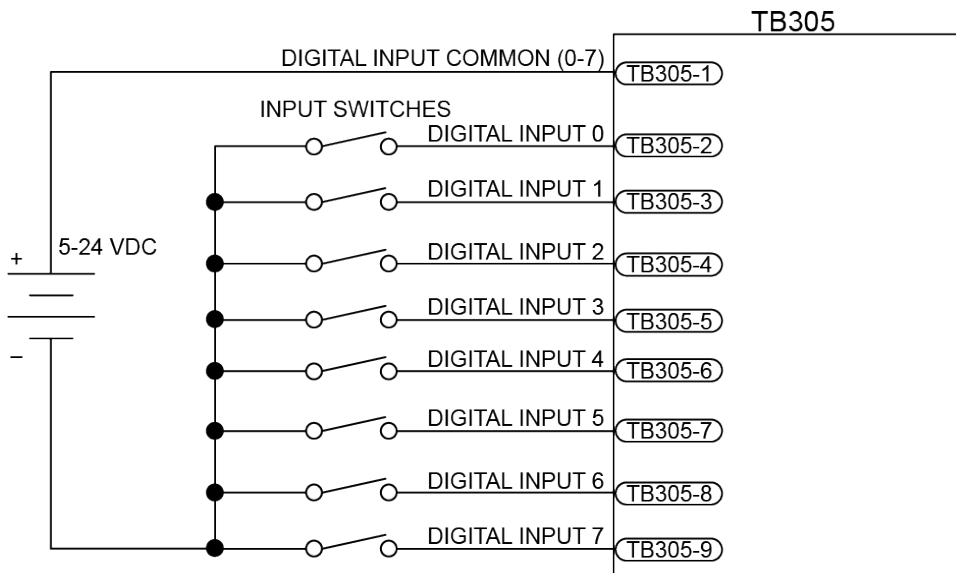 TB305
DIGITAL INPUT COMMON (0-7) TB305-1
INPUT SWITCHES
DIGITAL INPUT 0 TB305-2
DIGITAL INPUT 1 TB305-3
+ 5-24 VDC
DIGITAL INPUT 2 TB305-4
DIGITAL INPUT 3 TB305-5
–
DIGITAL INPUT 4 TB305-6
DIGITAL INPUT 5 TB305-7
DIGITAL INPUT 6 TB305-8
DIGITAL INPUT 7 TB305-9